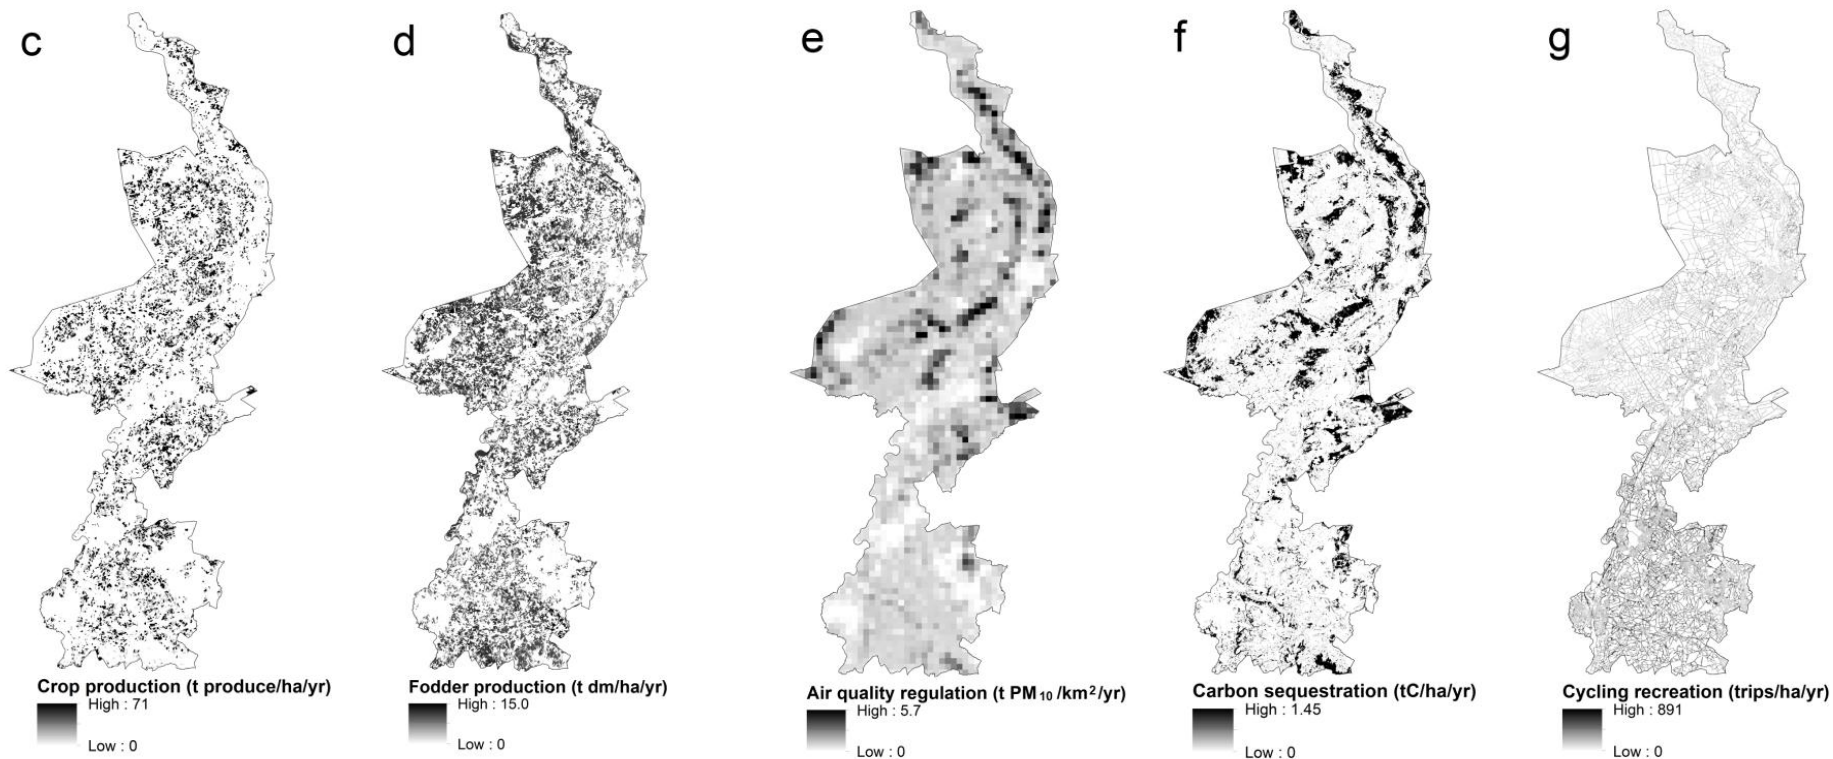 c
d
e
f
g
Crop production (t produce/ha/yr)
High : 71
Low : 0
Fodder production (t dm/ha/yr)
High : 15.0
Low : 0
Air quality regulation (t PM₁₀ /km²/yr)
High : 5.7
Low : 0
Carbon sequestration (tC/ha/yr)
High : 1.45
Low : 0
Cycling recreation (trips/ha/yr)
High : 891
Low : 0